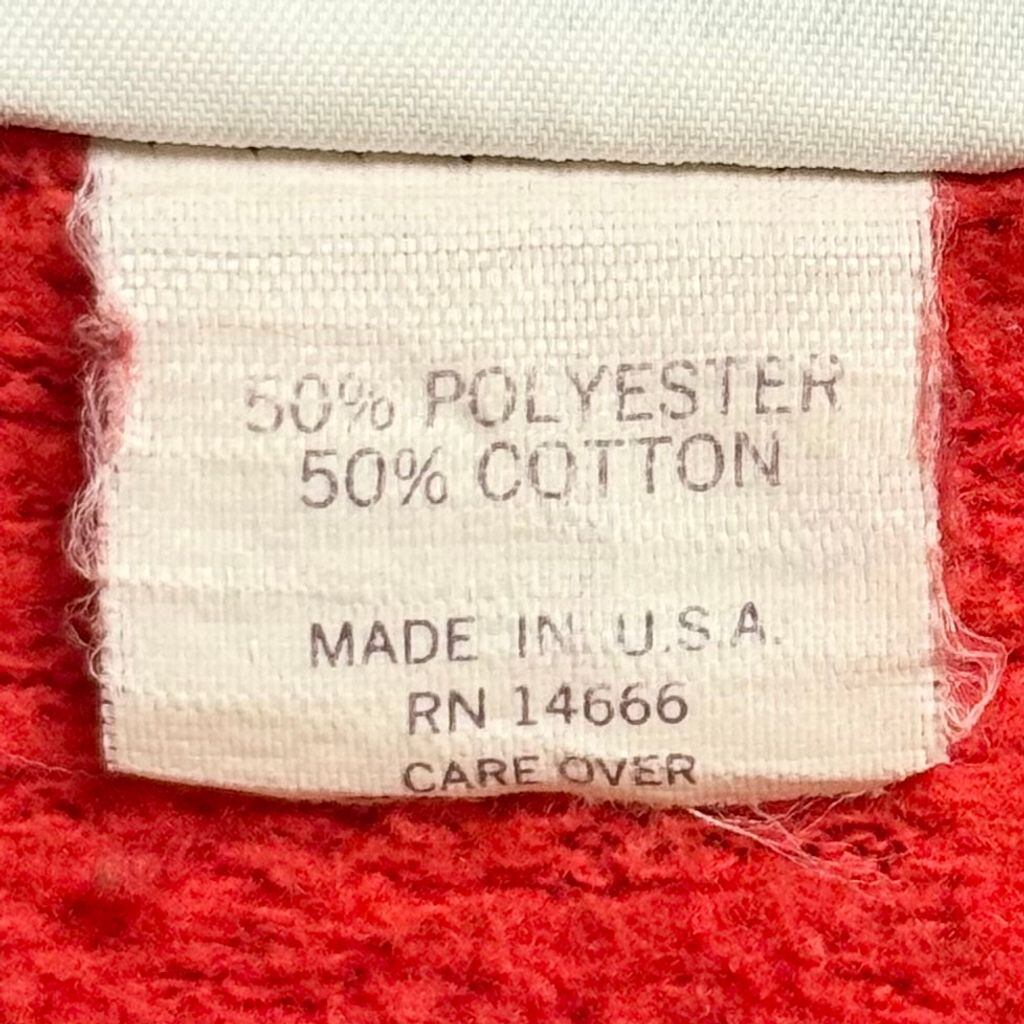 50% POLYESTER
50% COTTON
MADE IN U.S.A.
RN 14666
CARE OVER